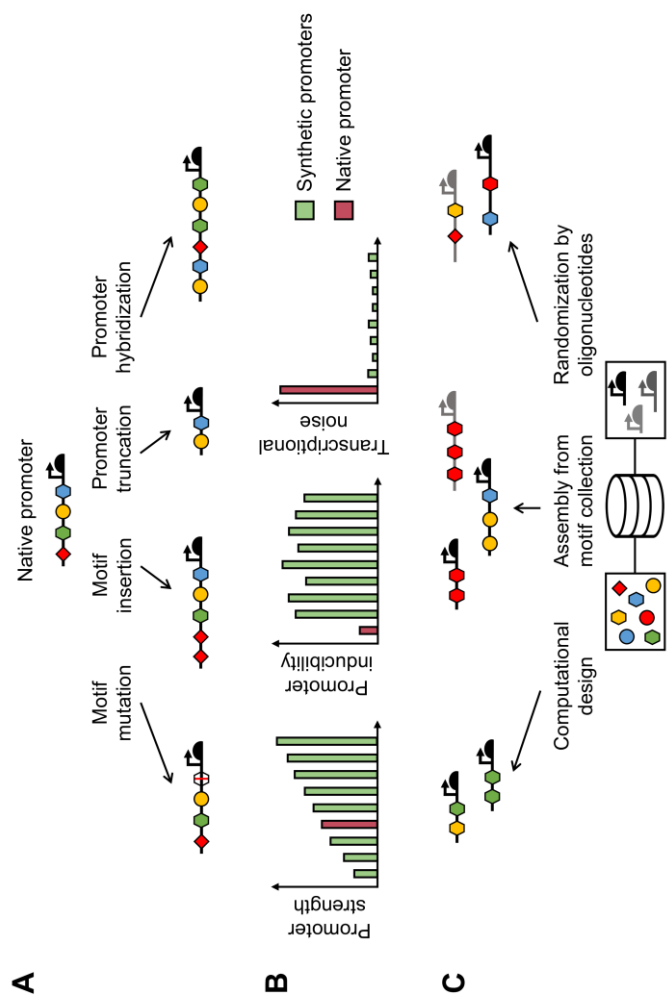 A
Native promoter
Motif
mutation
Motif
insertion
Promoter
truncation
Promoter
hybridization
B
Promoter
strength
Promoter
inducibility
Transcriptional
noise
Synthetic promoters
Native promoter
C
Computational
design
Assembly from
motif collection
Randomization by
oligonucleotides